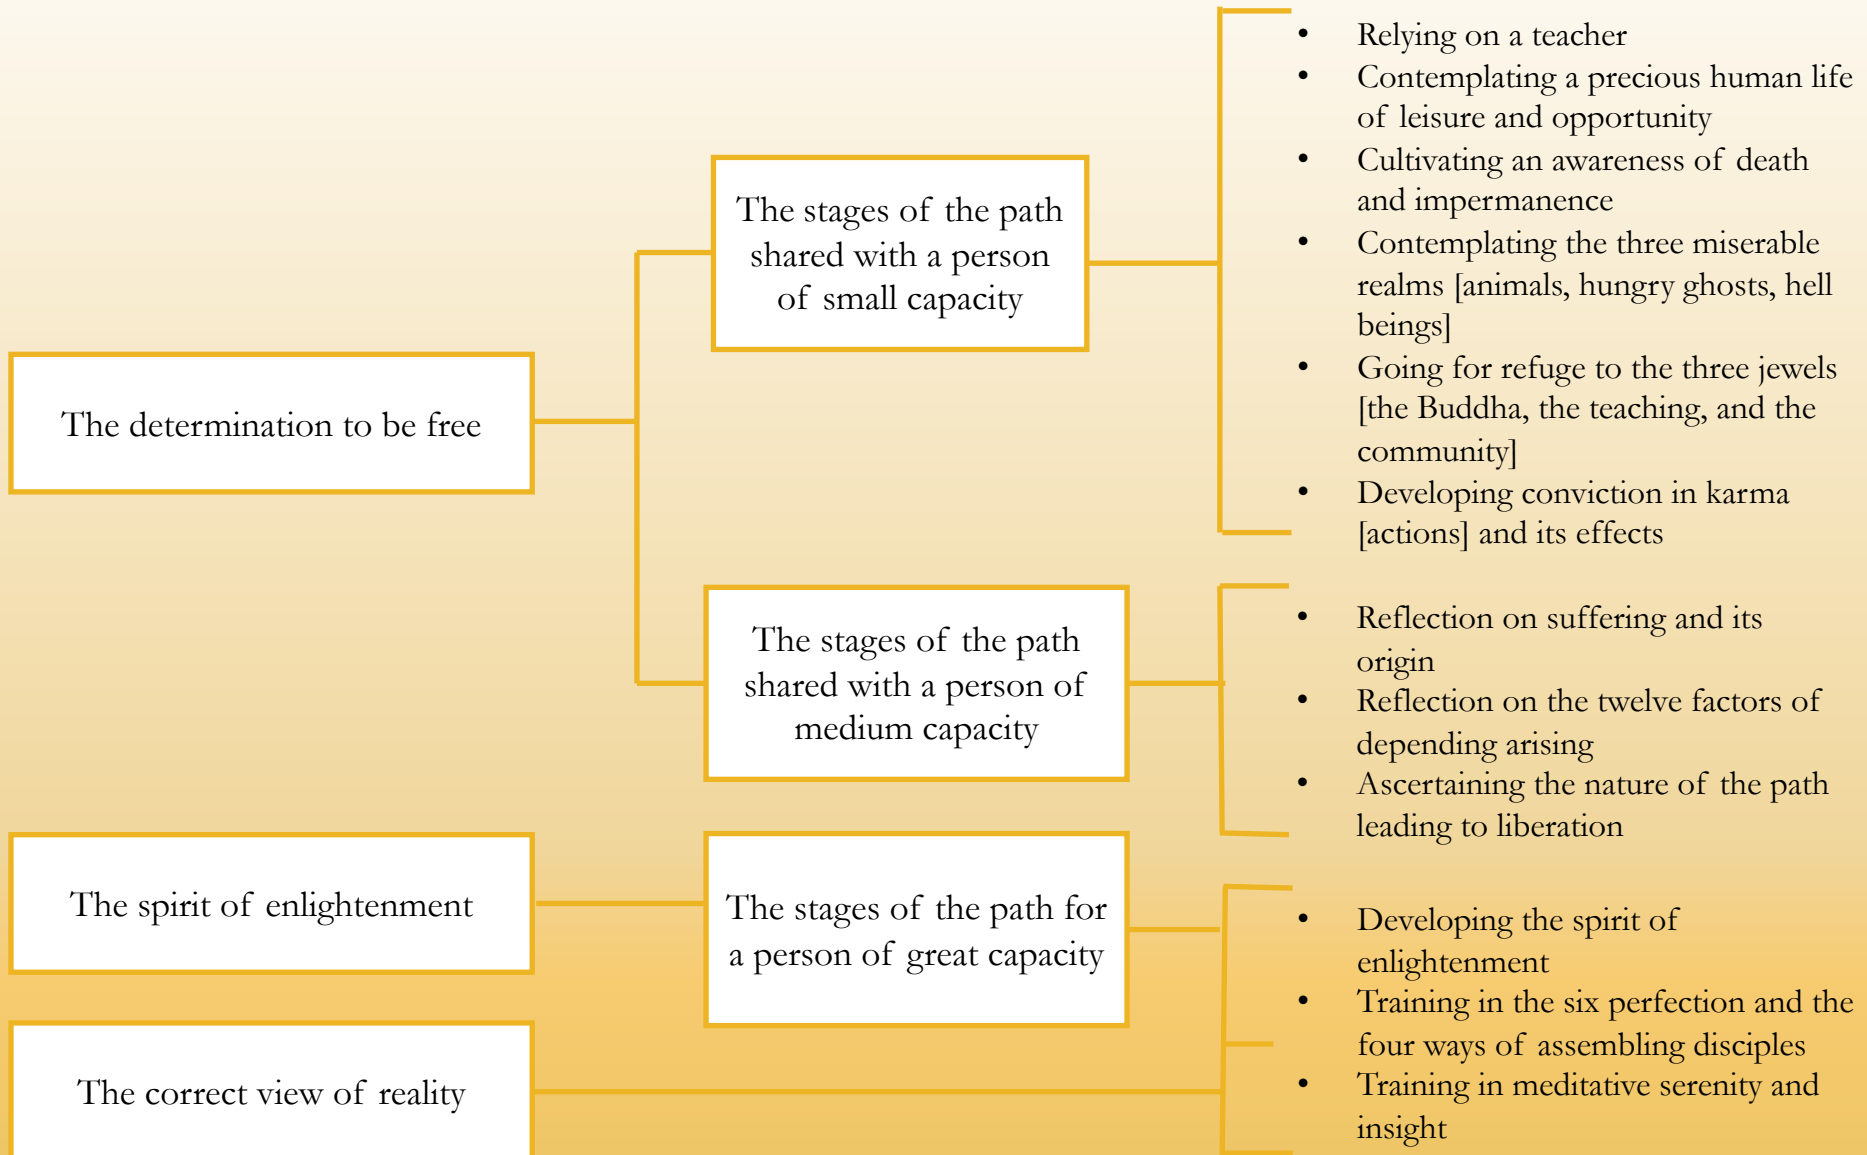 The determination to be free
The stages of the path
shared with a person
of small capacity
• Relying on a teacher
• Contemplating a precious human life
of leisure and opportunity
• Cultivating an awareness of death
and impermanence
• Contemplating the three miserable
realms [animals, hungry ghosts, hell
beings]
• Going for refuge to the three jewels
[the Buddha, the teaching, and the
community]
• Developing conviction in karma
[actions] and its effects
The stages of the path
shared with a person of
medium capacity
• Reflection on suffering and its
origin
• Reflection on the twelve factors of
depending arising
• Ascertaining the nature of the path
leading to liberation
The spirit of enlightenment
The stages of the path for
a person of great capacity
• Developing the spirit of
enlightenment
• Training in the six perfection and the
four ways of assembling disciples
• Training in meditative serenity and
insight
The correct view of reality